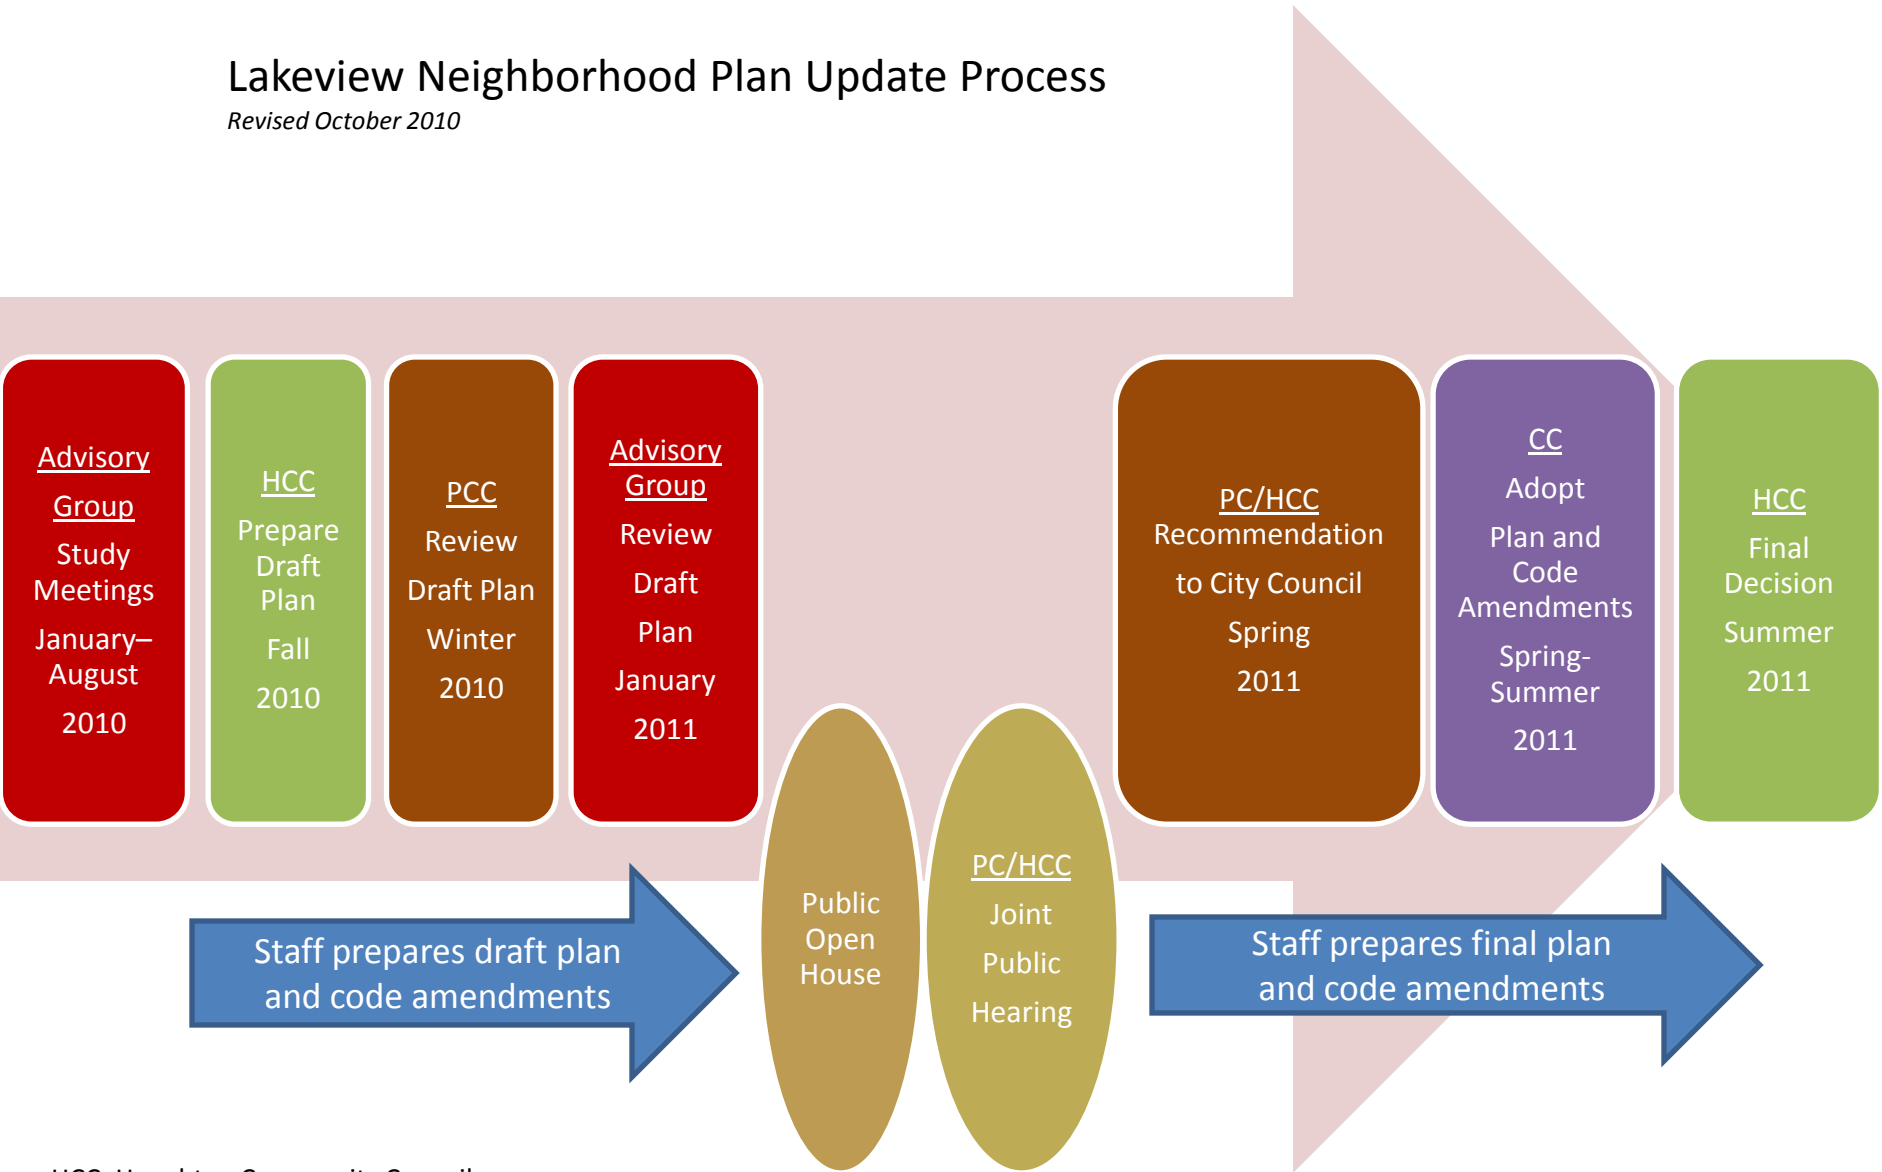 Lakeview Neighborhood Plan Update Process
Revised October 2010
Advisory
Group
Study
Meetings
January–
August
2010
HCC
Prepare
Draft
Plan
Fall
2010
PCC
Review
Draft Plan
Winter
2010
Advisory
Group
Review
Draft
Plan
January
2011
Public
Open
House
PC/HCC
Joint
Public
Hearing
PC/HCC
Recommendation
to City Council
Spring
2011
CC
Adopt
Plan and
Code
Amendments
Spring-
Summer
2011
HCC
Final
Decision
Summer
2011
Staff prepares draft plan
and code amendments
Staff prepares final plan
and code amendments
HCC: Houghton Community Council